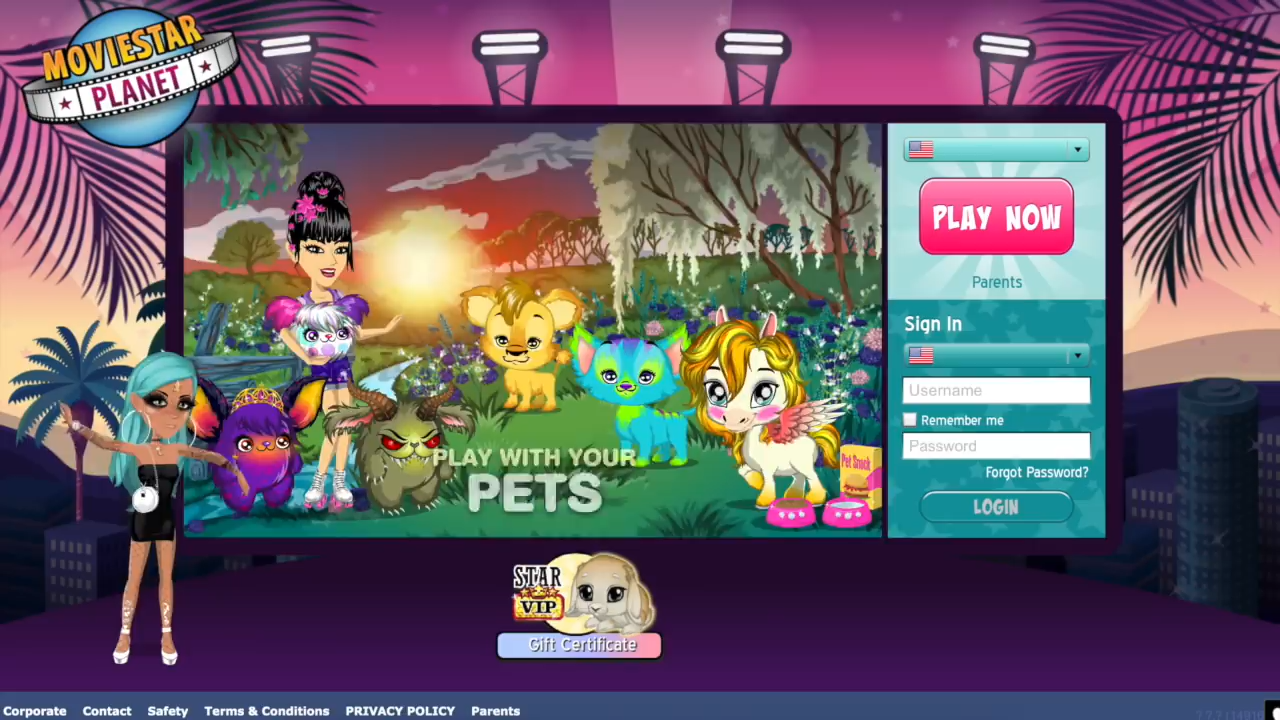 MOVIESTAR
PLANET
PLAY NOW
Parents
Sign In
Username
Remember me
Password
Forgot Password?
LOGIN
PLAY WITH YOUR
PETS
Pet Snack
STAR
VIP
Gift Certificate
Corporate Contact Safety Terms & Conditions PRIVACY POLICY Parents